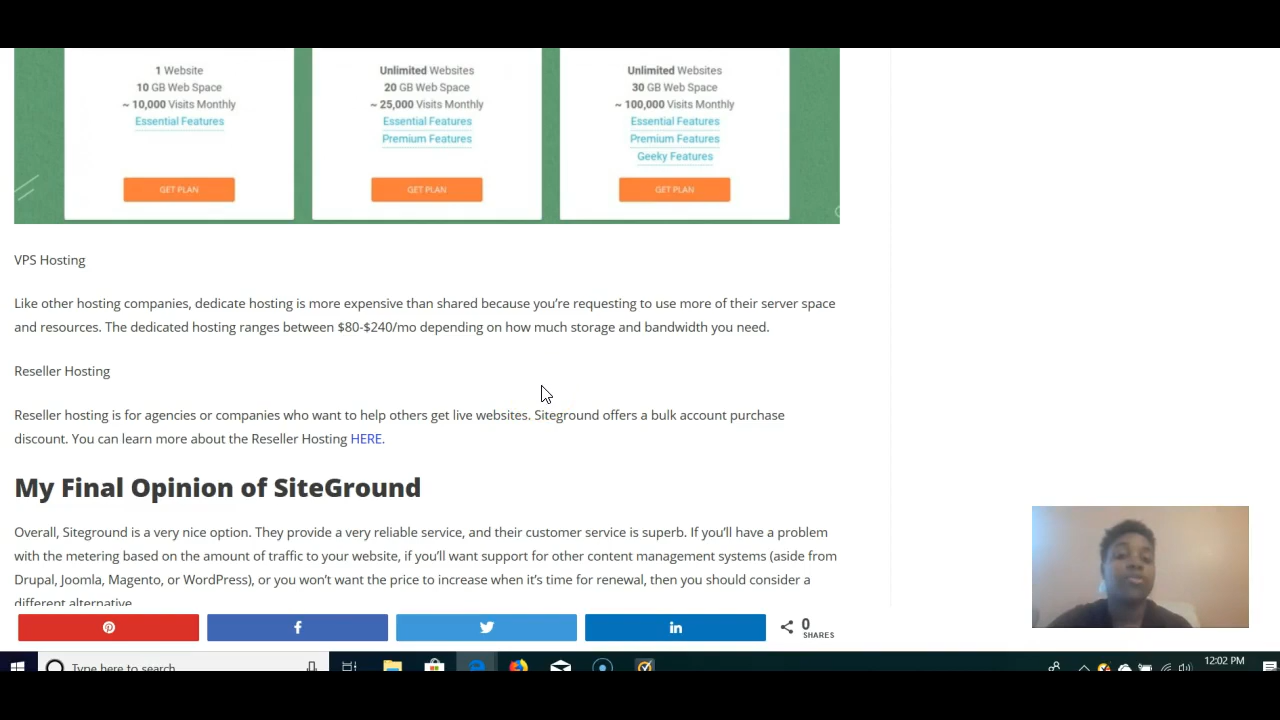 1 Website
10 GB Web Space
~ 10,000 Visits Monthly
Essential Features
GET PLAN
Unlimited Websites
20 GB Web Space
~ 25,000 Visits Monthly
Essential Features
Premium Features
GET PLAN
Unlimited Websites
30 GB Web Space
~ 100,000 Visits Monthly
Essential Features
Premium Features
Geeky Features
GET PLAN
VPS Hosting
Like other hosting companies, dedicate hosting is more expensive than shared because you’re requesting to use more of their server space
and resources. The dedicated hosting ranges between $80-$240/mo depending on how much storage and bandwidth you need.
Reseller Hosting
Reseller hosting is for agencies or companies who want to help others get live websites. Siteground offers a bulk account purchase
discount. You can learn more about the Reseller Hosting HERE.
My Final Opinion of SiteGround
Overall, Siteground is a very nice option. They provide a very reliable service, and their customer service is superb. If you’ll have a problem
with the metering based on the amount of traffic to your website, if you’ll want support for other content management systems (aside from
Drupal, Joomla, Magento, or WordPress), or you won’t want the price to increase when it’s time for renewal, then you should consider a
different alternative
0
SHARES
Type here to search
12:02 PM